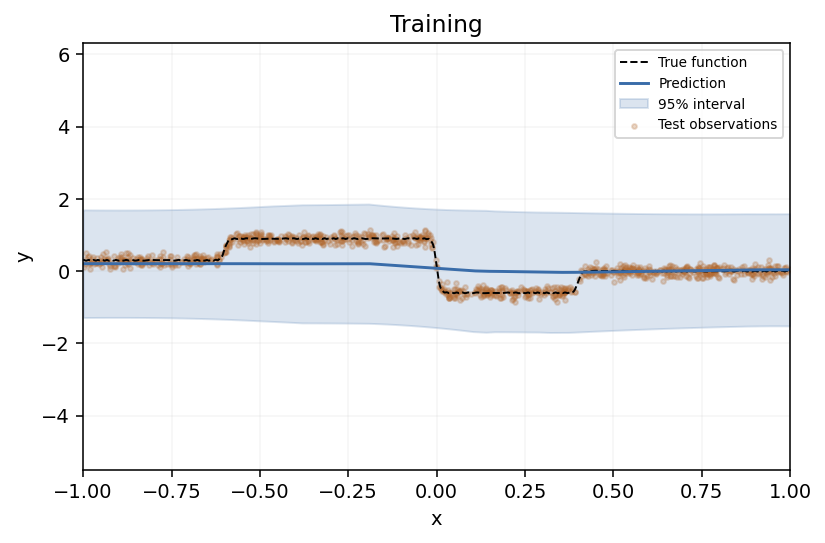 Training
6
4
2
0
−2
−4
y
−1.00 −0.75 −0.50 −0.25 0.00 0.25 0.50 0.75 1.00
x
True function
Prediction
95% interval
Test observations